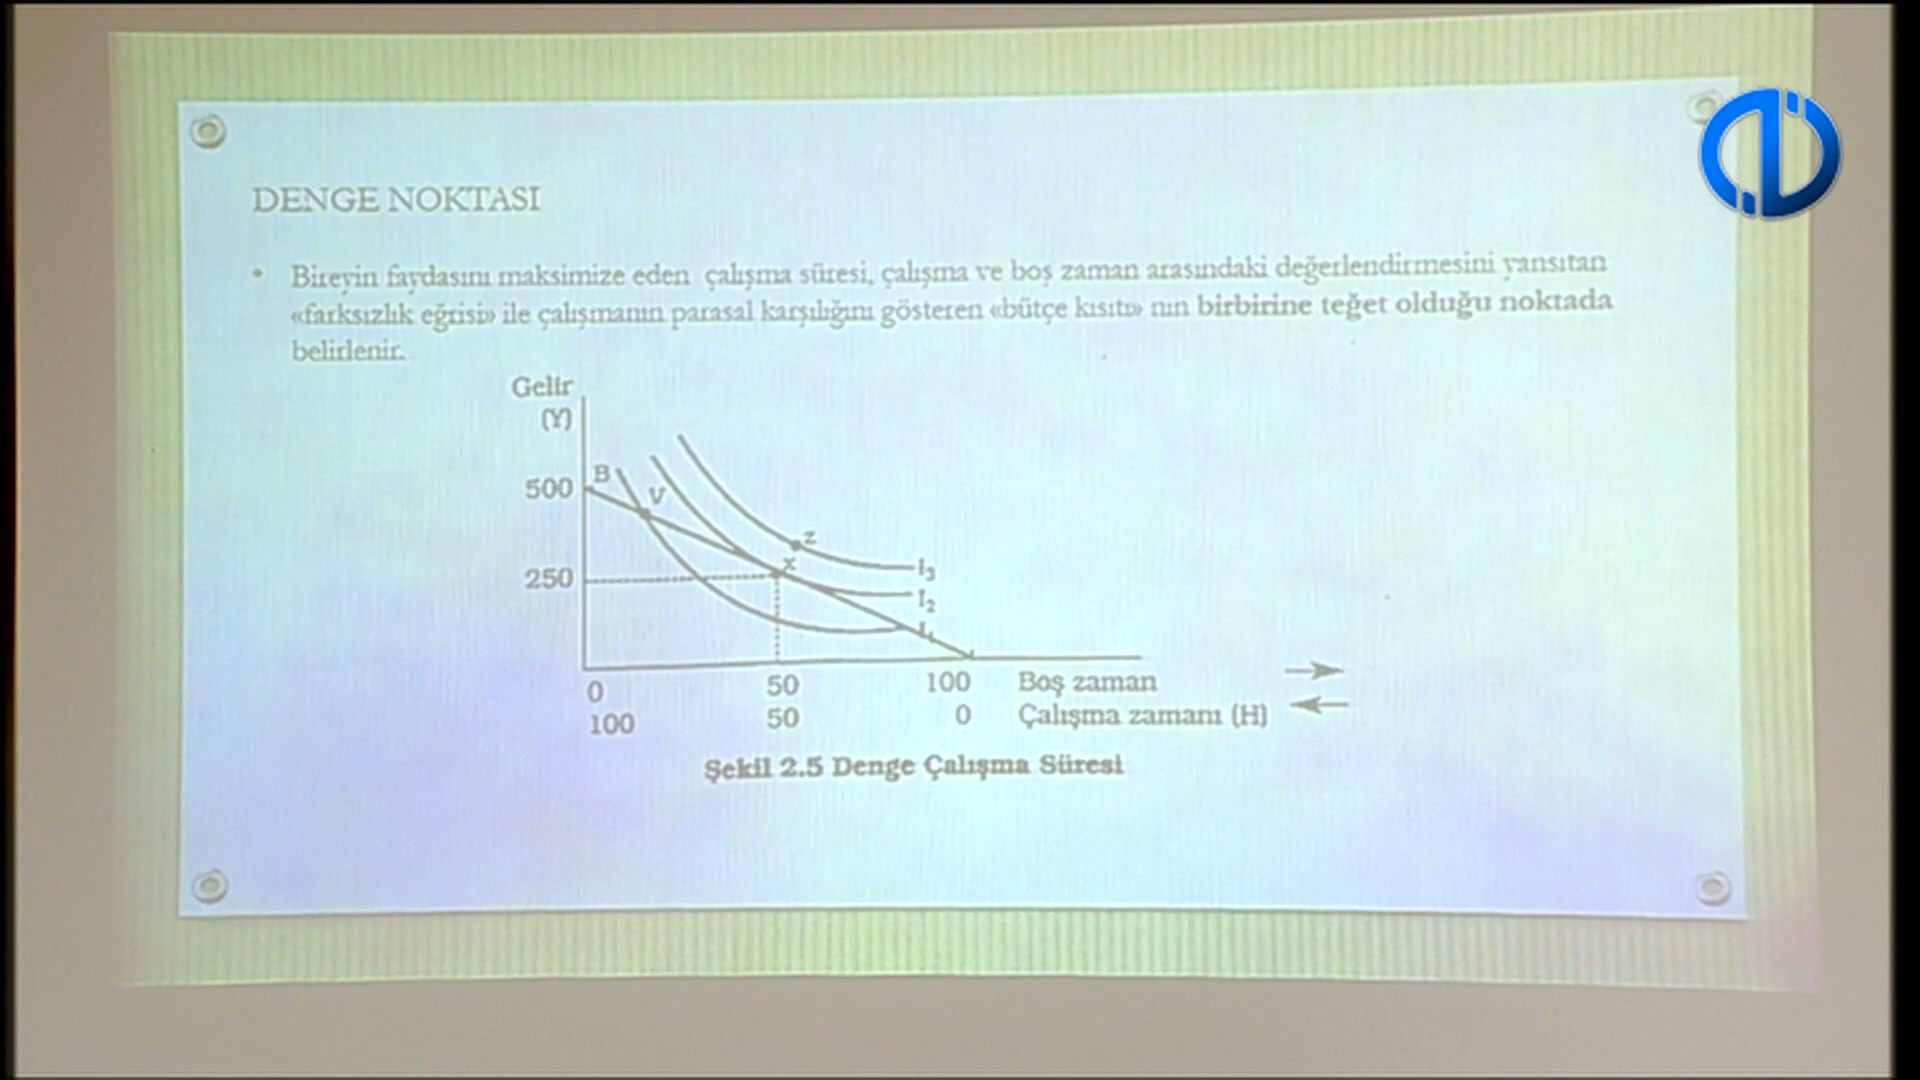 DENGE NOKTASI
• Bireyin faydasını maksimize eden çalışma süresi, çalışma ve boş zaman arasındaki değerlendirmesini yansıtan
«farksızlık eğrisi» ile çalışmanın parasal karşılığını gösteren «bütçe kısıtı» nın birbirine teğet olduğu noktada
belirlenir.
Gelir
(Y)
500
B
V
Z
X
250
I3
I2
I1
0 50 100 Boş zaman
100 50 0 Çalışma zamanı (H)
Şekil 2.5 Denge Çalışma Süresi